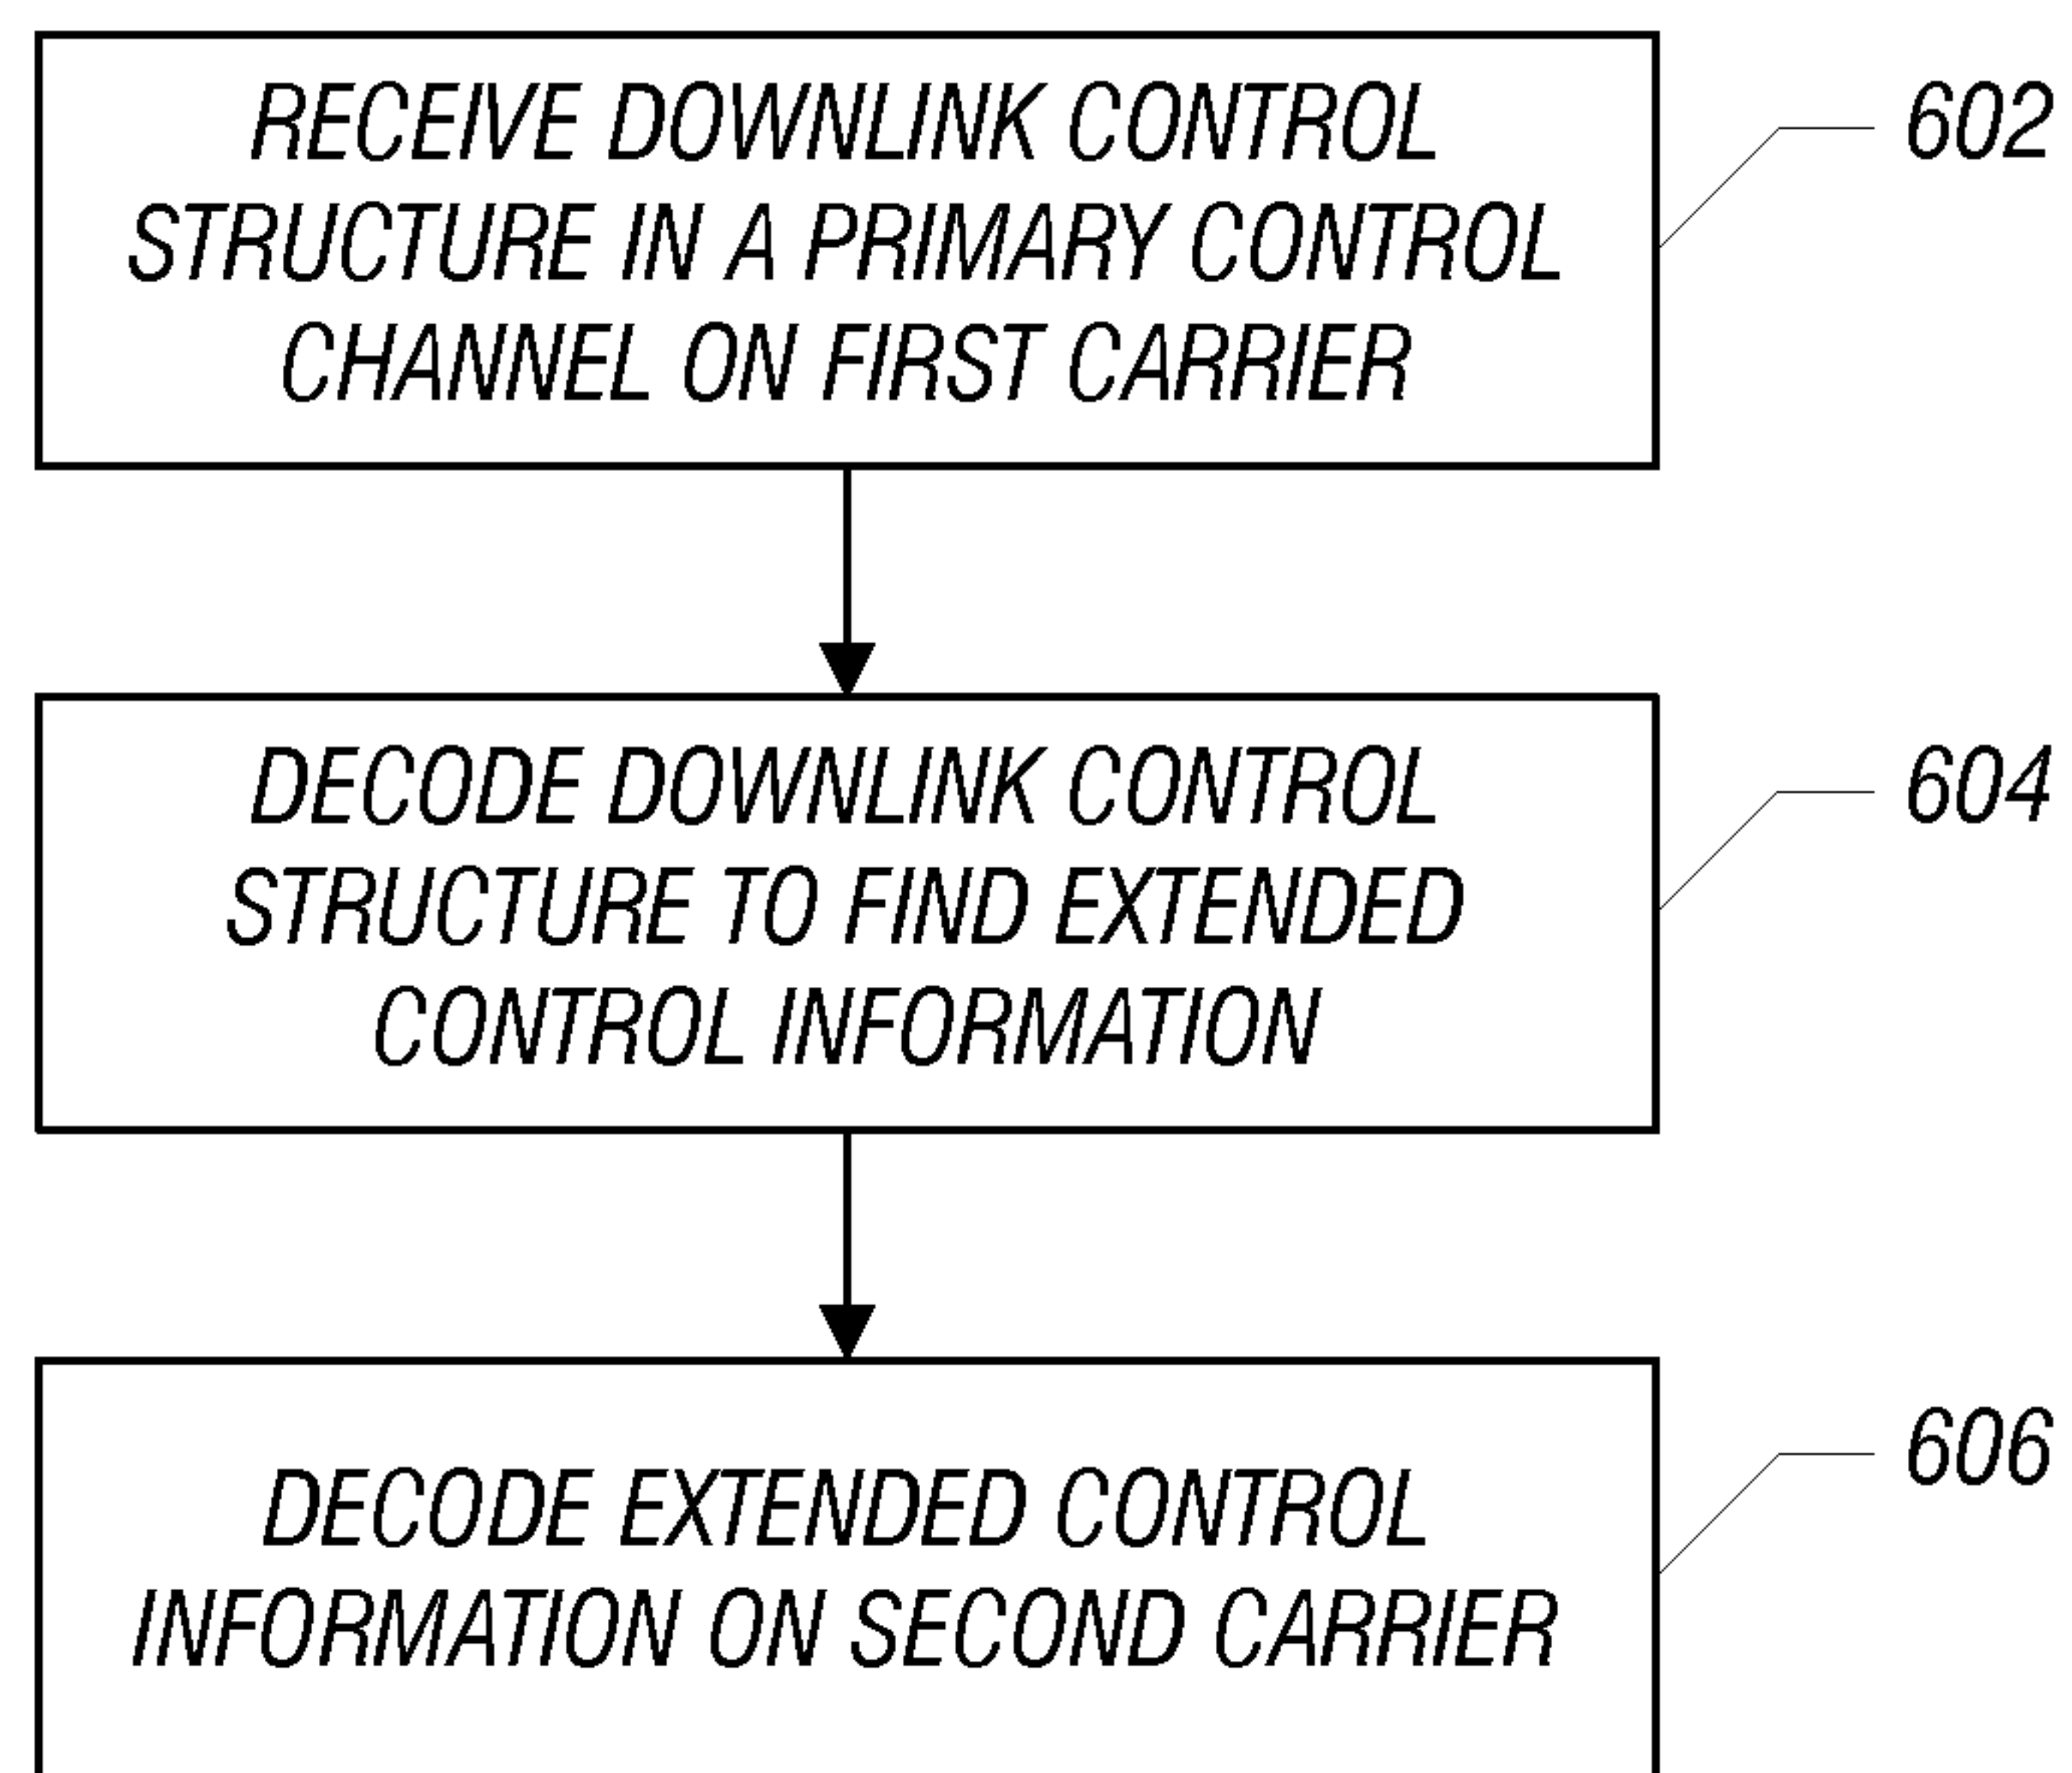 RECEIVE DOWNLINK CONTROL
STRUCTURE IN A PRIMARY CONTROL
CHANNEL ON FIRST CARRIER
602
DECODE DOWNLINK CONTROL
STRUCTURE TO FIND EXTENDED
CONTROL INFORMATION
604
DECODE EXTENDED CONTROL
INFORMATION ON SECOND CARRIER
606